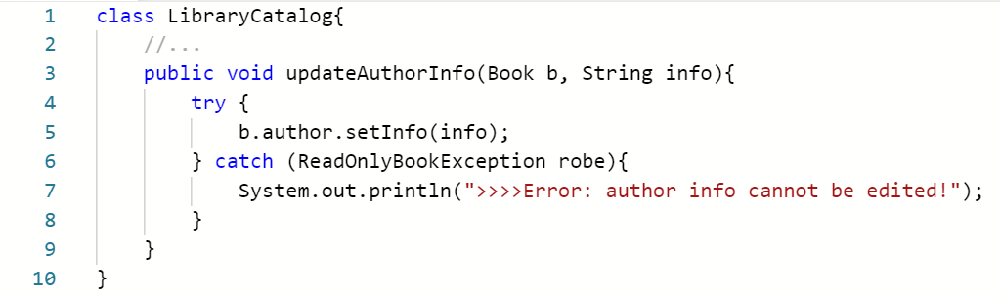 1 class LibraryCatalog{
2 //...
3 public void updateAuthorInfo(Book b, String info){
4 try {
5 b.author.setInfo(info);
6 } catch (ReadOnlyBookException robe){
7 System.out.println(">>>>Error: author info cannot be edited!");
8 }
9 }
10 }